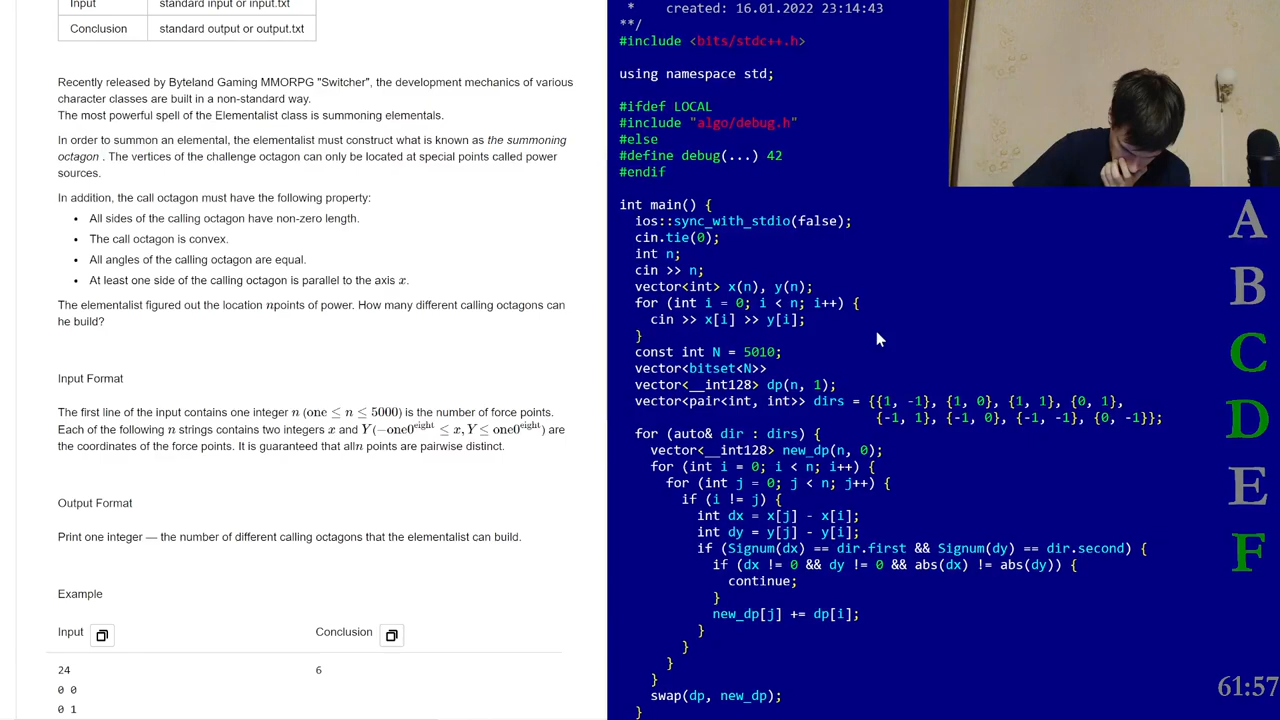 Input standard input or input.txt
Conclusion standard output or output.txt
Recently released by Byteland Gaming MMORPG "Switcher", the development mechanics of various
character classes are built in a non-standard way.
The most powerful spell of the Elementalist class is summoning elementals.
In order to summon an elemental, the elementalist must construct what is known as the summoning
octagon . The vertices of the challenge octagon can only be located at special points called power
sources.
In addition, the call octagon must have the following property:
• All sides of the calling octagon have non-zero length.
• The call octagon is convex.
• All angles of the calling octagon are equal.
• At least one side of the calling octagon is parallel to the axis x.
The elementalist figured out the location npoints of power. How many different calling octagons can
he build?
Input Format
The first line of the input contains one integer n (one ≤ n ≤ 5000) is the number of force points.
Each of the following n strings contains two integers x and Y(−one0^eight ≤ x, Y ≤ one0^eight) are
the coordinates of the force points. It is guaranteed that alln points are pairwise distinct.
Output Format
Print one integer — the number of different calling octagons that the elementalist can build.
Example
Input Conclusion
24 6
0 0
0 1
* created: 16.01.2022 23:14:43
**/
#include <bits/stdc++.h>
using namespace std;
#ifdef LOCAL
#include "algo/debug.h"
#else
#define debug(...) 42
#endif
int main() {
ios::sync_with_stdio(false);
cin.tie(0);
int n;
cin >> n;
vector<int> x(n), y(n);
for (int i = 0; i < n; i++) {
cin >> x[i] >> y[i];
}
const int N = 5010;
vector<bitset<N>>
vector<__int128> dp(n, 1);
vector<pair<int, int>> dirs = {{1, -1}, {1, 0}, {1, 1}, {0, 1},
{-1, 1}, {-1, 0}, {-1, -1}, {0, -1}};
for (auto& dir : dirs) {
vector<__int128> new_dp(n, 0);
for (int i = 0; i < n; i++) {
for (int j = 0; j < n; j++) {
if (i != j) {
int dx = x[j] - x[i];
int dy = y[j] - y[i];
if (Signum(dx) == dir.first && Signum(dy) == dir.second) {
if (dx != 0 && dy != 0 && abs(dx) != abs(dy)) {
continue;
}
new_dp[j] += dp[i];
}
}
}
}
swap(dp, new_dp);
}
A
B
C
D
E
F
61:57